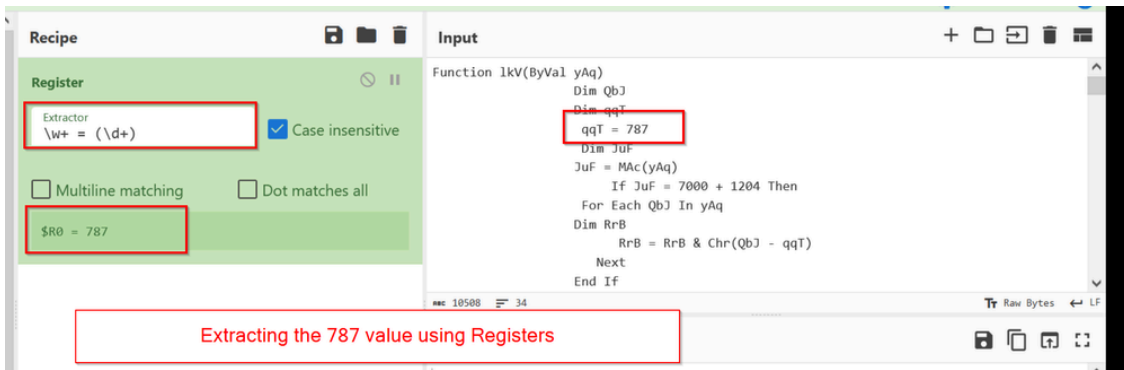 Recipe
Register
Extractor
\w+ = (\d+)
Case insensitive
Multiline matching
Dot matches all
$R0 = 787
Input
Function lkV(ByVal yAq)
Dim QbJ
Dim qqT
qqT = 787
Dim JuF
JuF = MAc(yAq)
If JuF = 7000 + 1204 Then
For Each QbJ In yAq
Dim RrB
RrB = RrB & Chr(QbJ - qqT)
Next
End If
REC 10508 34
Raw Bytes LF
Extracting the 787 value using Registers